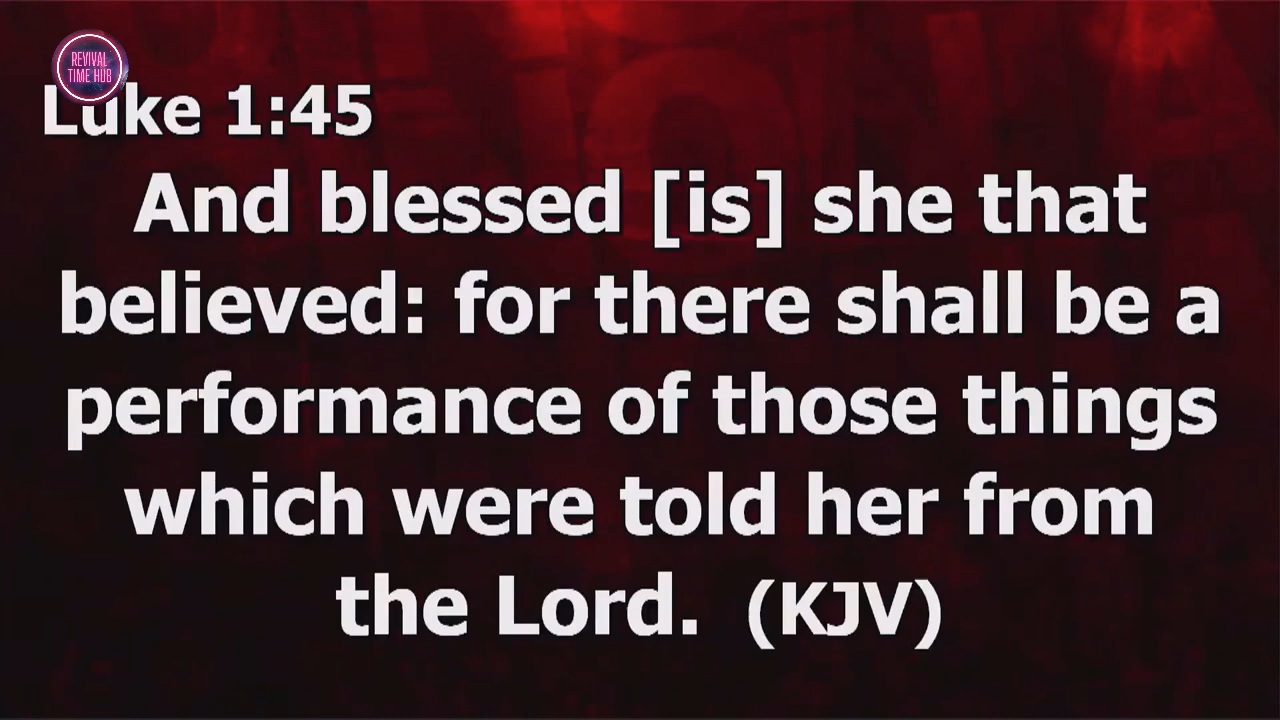 REVIVAL
TIME HUB
Luke 1:45
And blessed [is] she that
believed: for there shall be a
performance of those things
which were told her from
the Lord. (KJV)